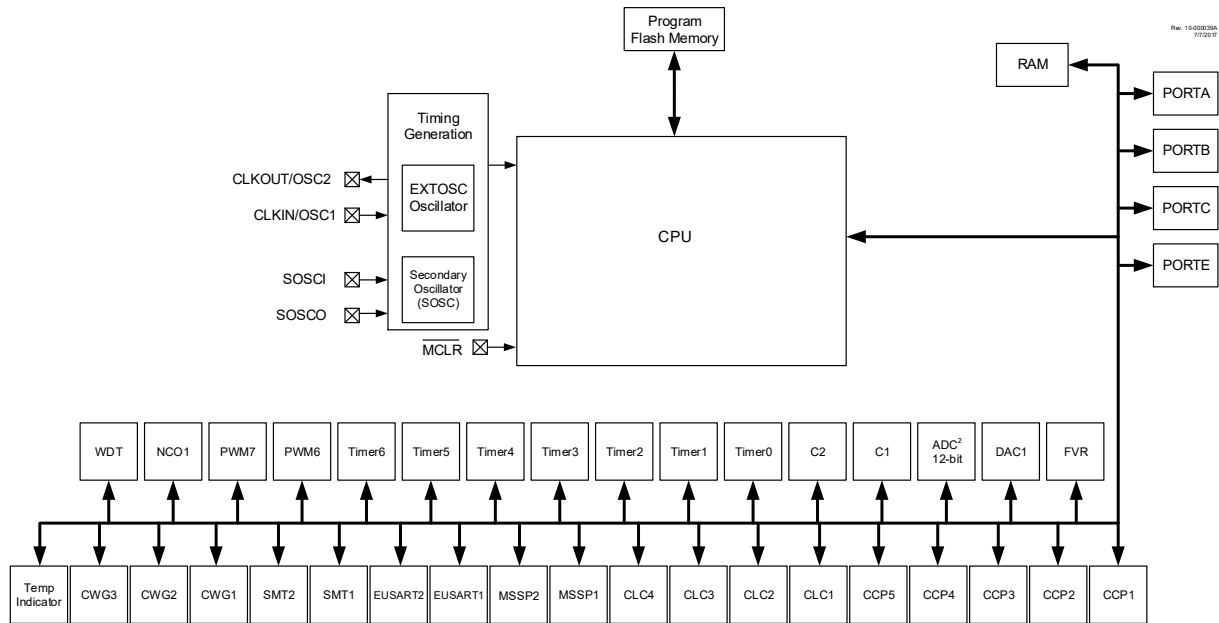 Program
Flash Memory
Rev. 10-000039A
7/7/2017
RAM
PORTA
Timing
Generation
PORTB
CLKOUT/OSC2
EXTOSC
Oscillator
CLKIN/OSC1
PORTC
CPU
PORTE
SOSCI
Secondary
Oscillator
(SOSC)
SOSCO
MCLR
WDT
NCO1
PWM7
PWM6
Timer6
Timer5
Timer4
Timer3
Timer2
Timer1
Timer0
C2
C1
ADC²
12-bit
DAC1
FVR
Temp
Indicator
CWG3
CWG2
CWG1
SMT2
SMT1
EUSART2
EUSART1
MSSP2
MSSP1
CLC4
CLC3
CLC2
CLC1
CCP5
CCP4
CCP3
CCP2
CCP1